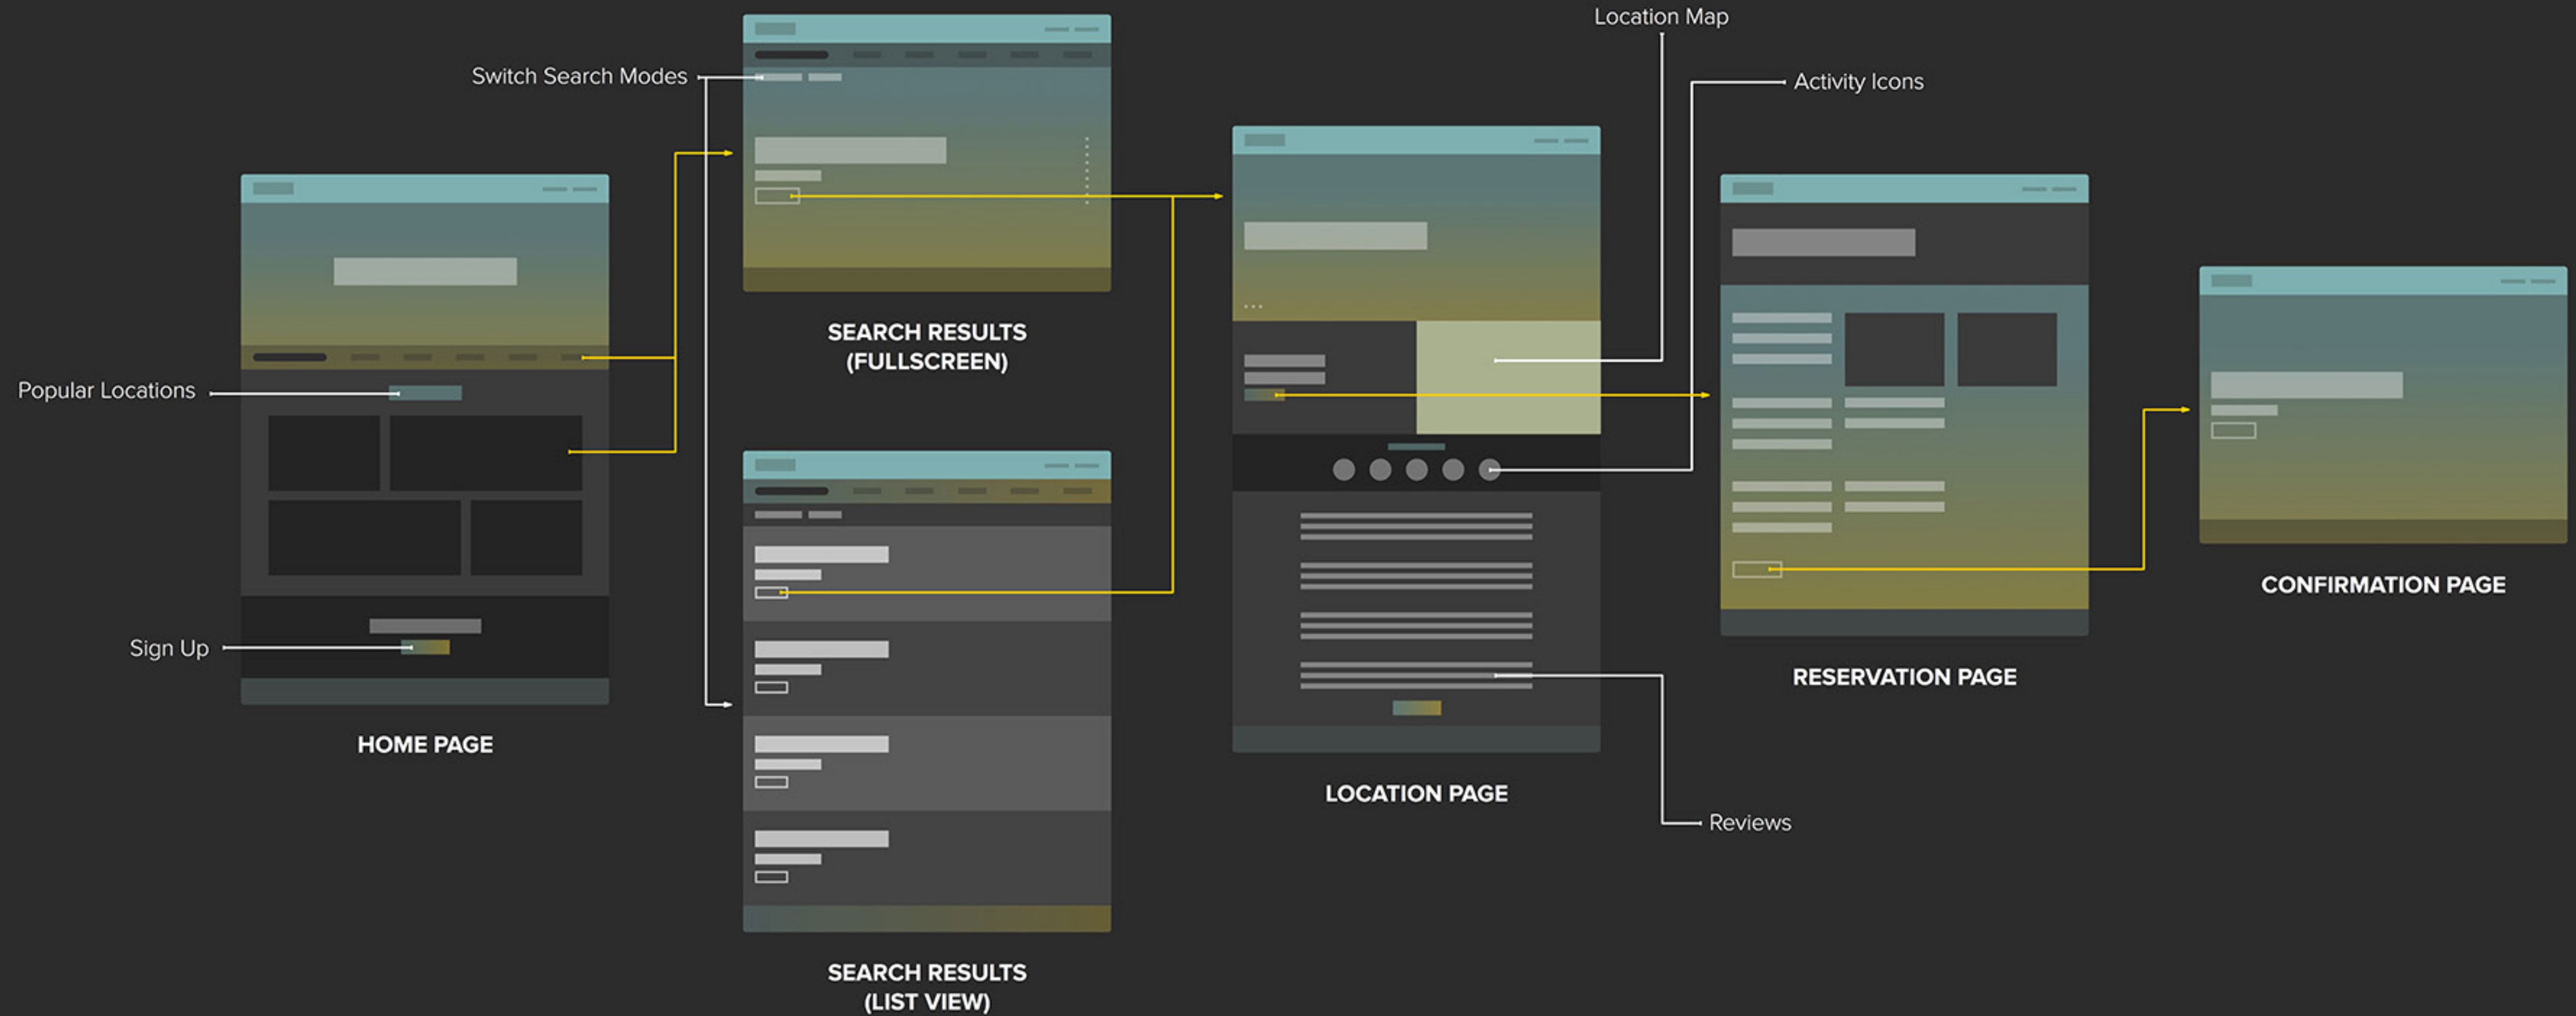 Location Map
Switch Search Modes
Activity Icons
SEARCH RESULTS
(FULLSCREEN)
Popular Locations
Sign Up
HOME PAGE
CONFIRMATION PAGE
RESERVATION PAGE
LOCATION PAGE
Reviews
SEARCH RESULTS
(LIST VIEW)